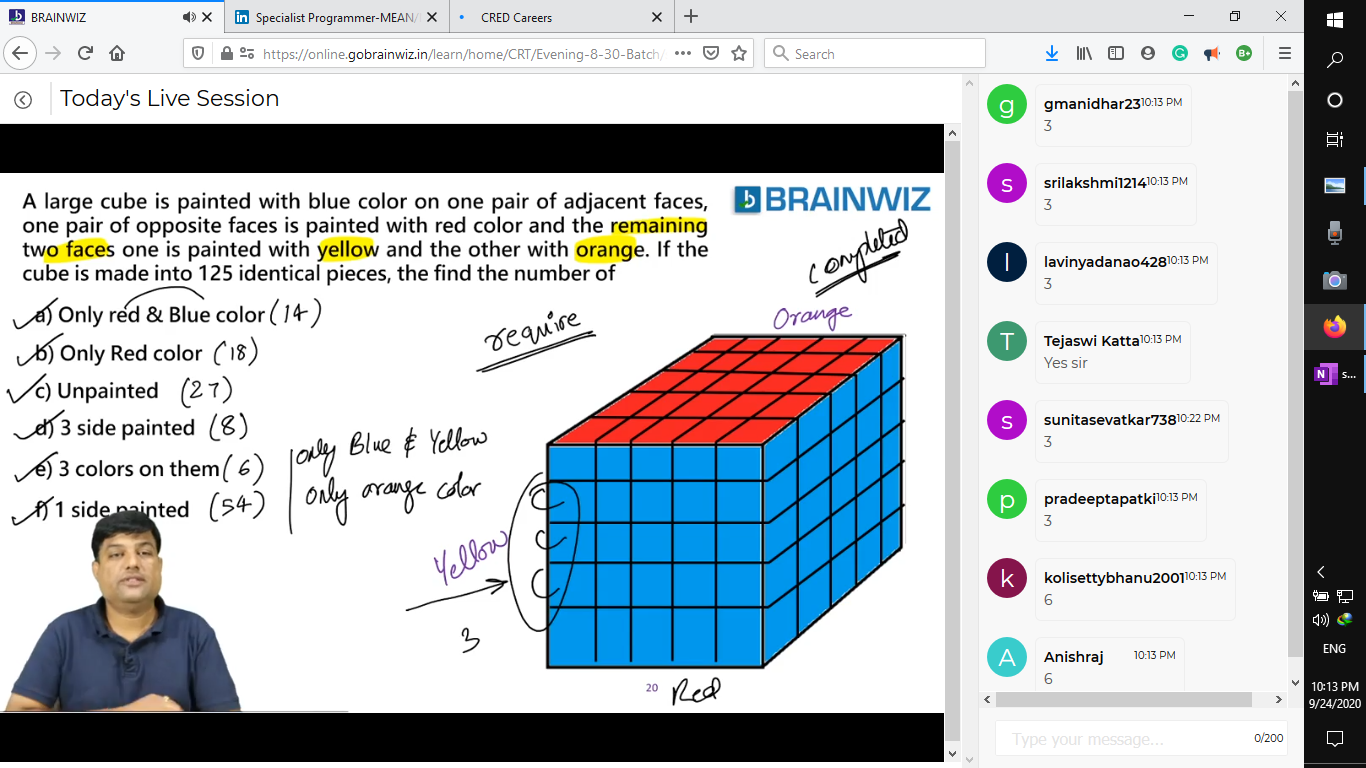 BRAINWIZ
Specialist Programmer-MEAN/
CRED Careers
https://online.gobrainwiz.in/learn/home/CRT/Evening-8-30-Batch/
Search
Today's Live Session
A large cube is painted with blue color on one pair of adjacent faces,
one pair of opposite faces is painted with red color and the remaining
two faces one is painted with yellow and the other with orange. If the
cube is made into 125 identical pieces, the find the number of
BRAINWIZ
completed
a) Only red & Blue color (14)
b) Only Red color (18)
c) Unpainted (27)
d) 3 side painted (8)
e) 3 colors on them (6)
f) 1 side painted (54)
require
only Blue & Yellow
only orange color
Orange
Yellow
3
20
Red
g
gmanidhar23 10:13 PM
3
s
srilakshmi1214 10:13 PM
3
l
lavinyadanao428 10:13 PM
3
T
Tejaswi Katta 10:13 PM
Yes sir
s
sunitasevatkar738 10:22 PM
3
p
pradeeptapatki 10:13 PM
3
k
kolisettybhanu2001 10:13 PM
6
A
Anishraj 10:13 PM
6
Type your message...
0/200
s...
ENG
10:13 PM
9/24/2020